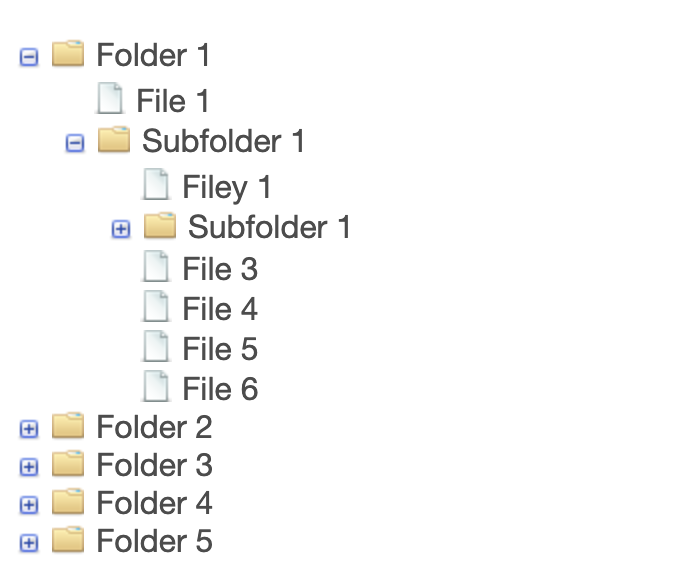 Folder 1
File 1
Subfolder 1
Filey 1
Subfolder 1
File 3
File 4
File 5
File 6
Folder 2
Folder 3
Folder 4
Folder 5